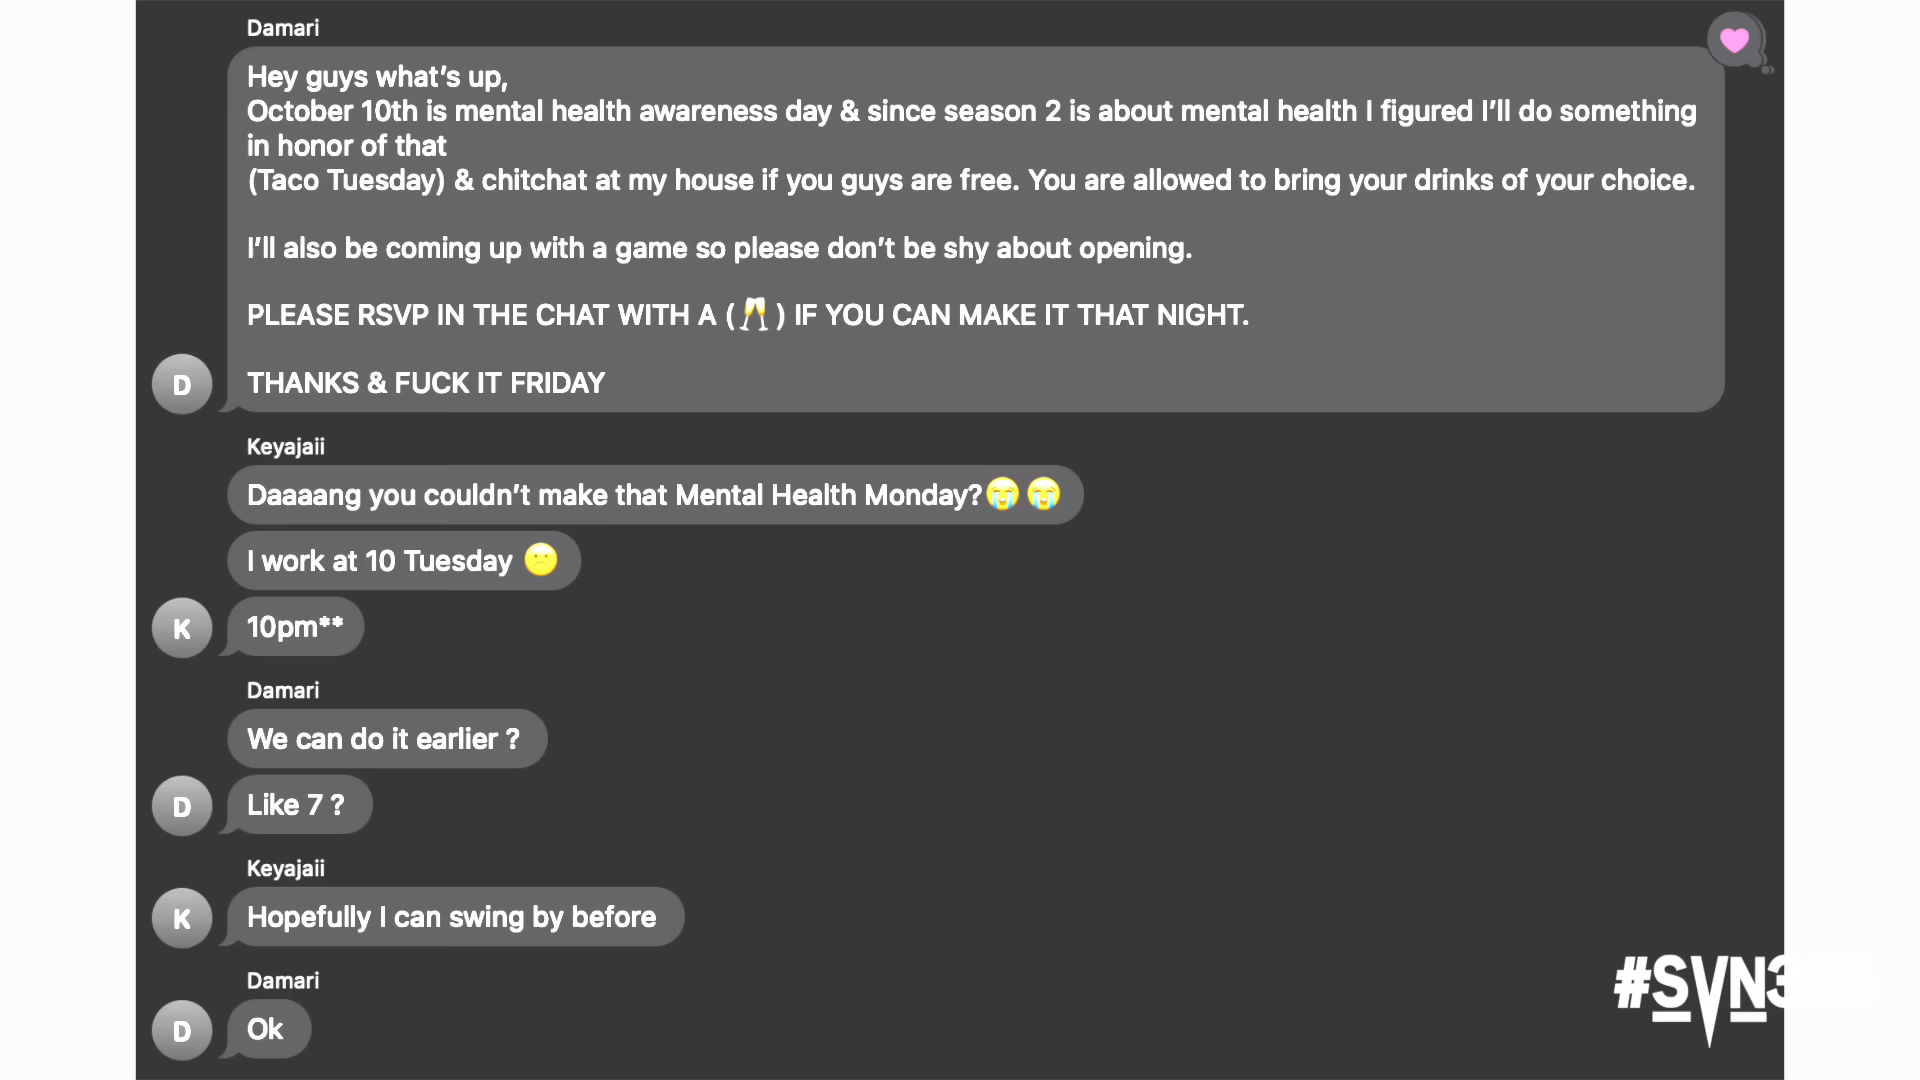 Damari
Hey guys what’s up,
October 10th is mental health awareness day & since season 2 is about mental health I figured I’ll do something
in honor of that
(Taco Tuesday) & chitchat at my house if you guys are free. You are allowed to bring your drinks of your choice.
I’ll also be coming up with a game so please don’t be shy about opening.
PLEASE RSVP IN THE CHAT WITH A (🥂) IF YOU CAN MAKE IT THAT NIGHT.
THANKS & FUCK IT FRIDAY
D
Keyajaii
Daaaang you couldn’t make that Mental Health Monday?😭😭
I work at 10 Tuesday 🫤
10pm**
K
Damari
We can do it earlier ?
Like 7 ?
D
Keyajaii
Hopefully I can swing by before
K
Damari
Ok
D
#SVN3